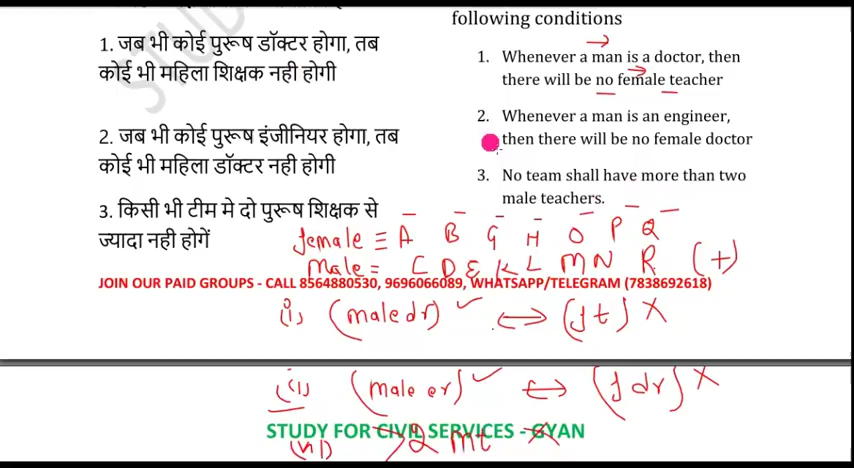 following conditions
1. जब भी कोई पुरूष डॉक्टर होगा, तब
कोई भी महिला शिक्षक नही होगी
1. Whenever a man is a doctor, then
there will be no female teacher
2. जब भी कोई पुरूष इंजीनियर होगा, तब
कोई भी महिला डॉक्टर नही होगी
2. Whenever a man is an engineer,
then there will be no female doctor
3. किसी भी टीम मे दो पुरूष शिक्षक से
ज्यादा नही होगें
3. No team shall have more than two
male teachers.
female ≡ A B G H O P Q
male = C D E K L M N R (+)
JOIN OUR PAID GROUPS - CALL 8564880530, 9696066089, WHATSAPP/TELEGRAM (7838692618)
(i) (male dr) ✓ ⟷ (f t) X
(ii) (male er) ✓ ⟷ (f dr) X
STUDY FOR CIVIL SERVICES - GYAN
>2 mt X